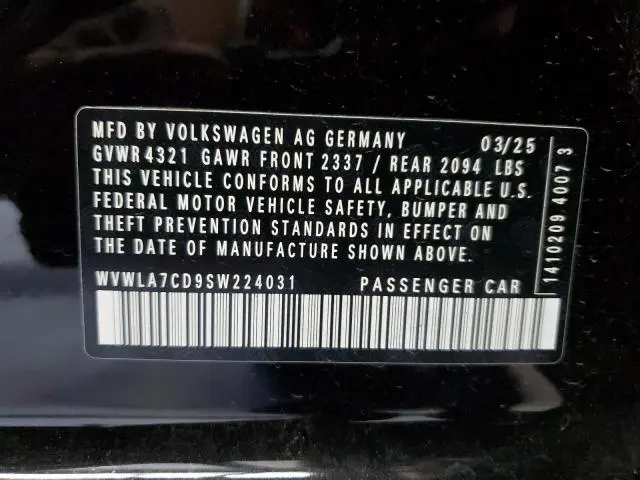 MFD BY VOLKSWAGEN AG GERMANY 03/25
GVWR 4321 GAWR FRONT 2337 / REAR 2094 LBS
THIS VEHICLE CONFORMS TO ALL APPLICABLE U.S.
FEDERAL MOTOR VEHICLE SAFETY, BUMPER AND
THEFT PREVENTION STANDARDS IN EFFECT ON
THE DATE OF MANUFACTURE SHOWN ABOVE.
WVWLA7CD9SW224031 PASSENGER CAR
1410209 4007 3